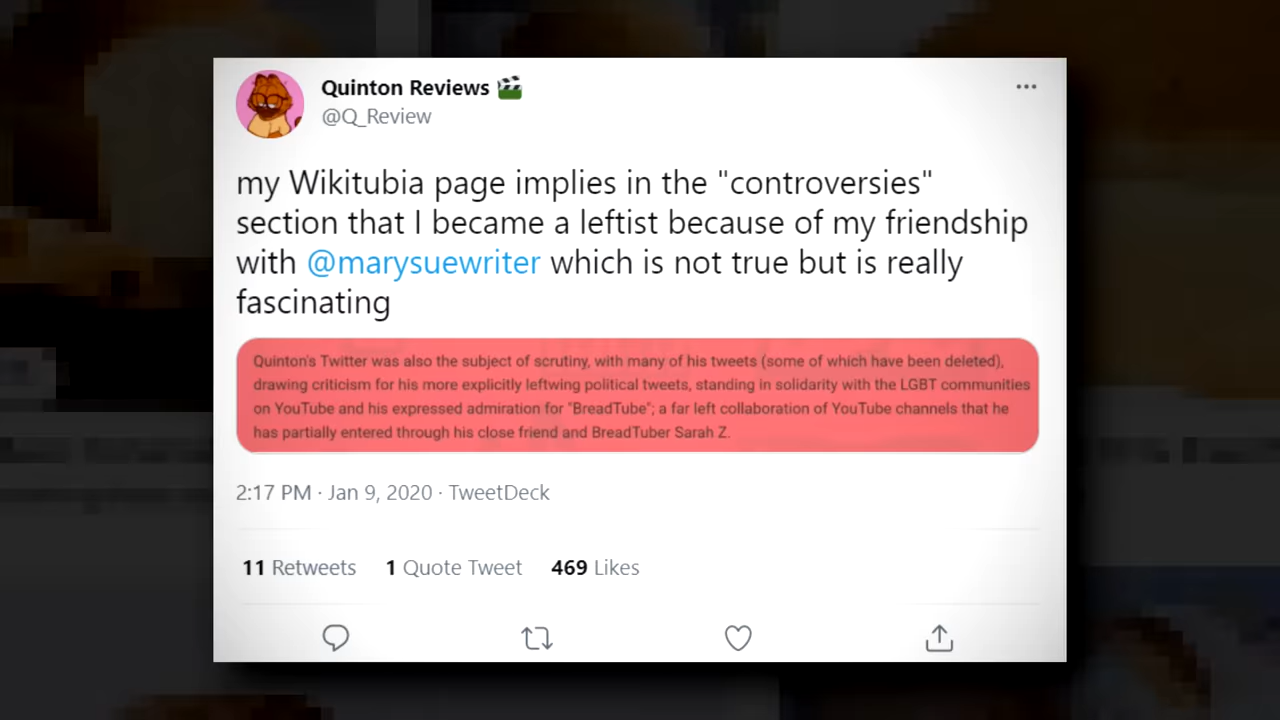 Quinton Reviews
@Q_Review
my Wikitubia page implies in the "controversies"
section that I became a leftist because of my friendship
with @marysuewriter which is not true but is really
fascinating
Quinton's Twitter was also the subject of scrutiny, with many of his tweets (some of which have been deleted),
drawing criticism for his more explicitly leftwing political tweets, standing in solidarity with the LGBT communities
on YouTube and his expressed admiration for "BreadTube"; a far left collaboration of YouTube channels that he
has partially entered through his close friend and BreadTuber Sarah Z.
2:17 PM · Jan 9, 2020 · TweetDeck
11 Retweets 1 Quote Tweet 469 Likes